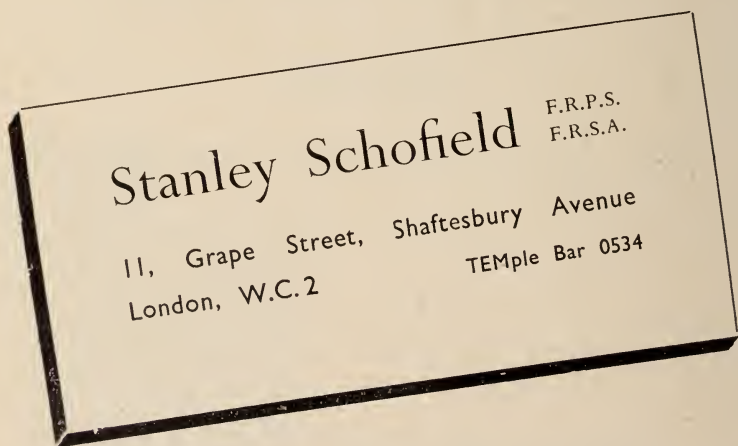 Stanley Schofield F.R.P.S.
F.R.S.A.
11, Grape Street, Shaftesbury Avenue
London, W.C.2 TEMple Bar 0534